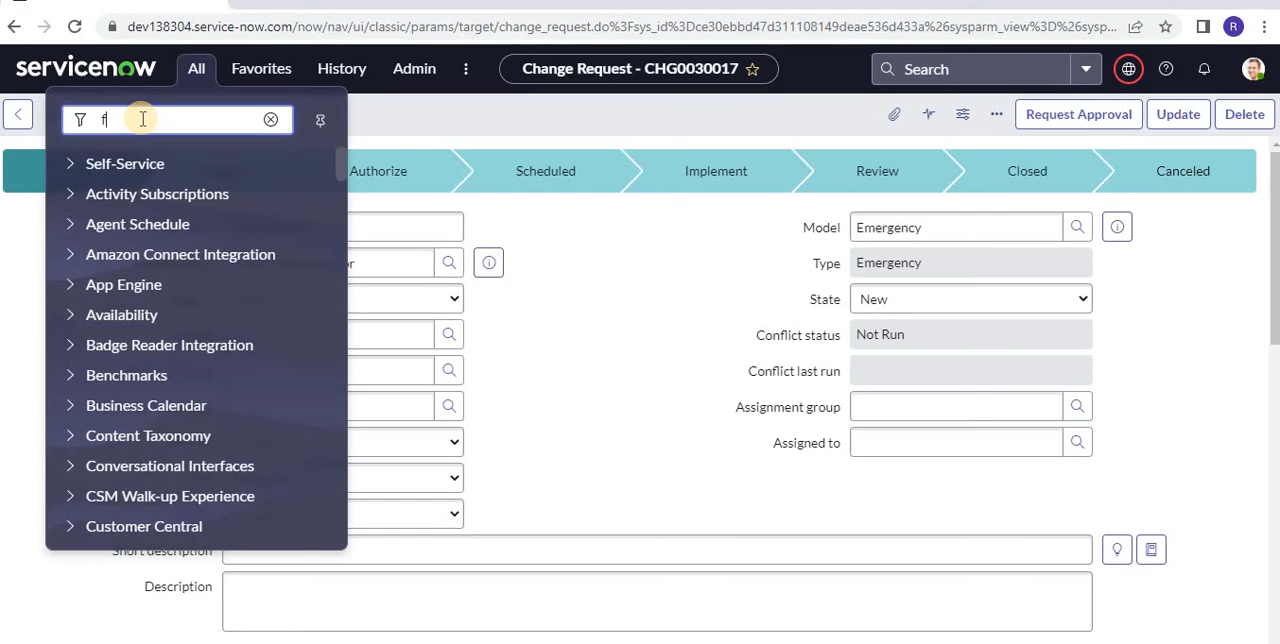 dev138304.service-now.com/now/nav/ui/classic/params/target/change_request.do%3Fsys_id%3Dce30ebbd47d311108149deae536d433a%26sysparm_view%3D%26sysp...
R
servicenow All Favorites History Admin Change Request - CHG0030017 Search
f
Request Approval Update Delete
Authorize Scheduled Implement Review Closed Canceled
Self-Service
Activity Subscriptions
Agent Schedule
Amazon Connect Integration
App Engine
Availability
Badge Reader Integration
Benchmarks
Business Calendar
Content Taxonomy
Conversational Interfaces
CSM Walk-up Experience
Customer Central
Model Emergency
Type Emergency
State New
Conflict status Not Run
Conflict last run
Assignment group
Assigned to
Short description
Description